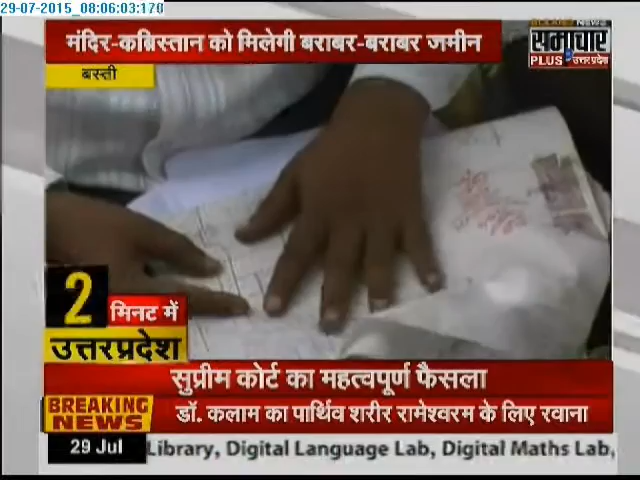 29-07-2015_08:06:03:176
मंदिर-कब्रिस्तान को मिलेगी बराबर-बराबर जमीन
NEWS
समाचार
PLUS उत्तरप्रदेश
बस्ती
2
मिनट में
उत्तरप्रदेश
सुप्रीम कोर्ट का महत्वपूर्ण फैसला
BREAKING
NEWS
डॉ. कलाम का पार्थिव शरीर रामेश्वरम के लिए रवाना
29 Jul
Library, Digital Language Lab, Digital Maths Lab,